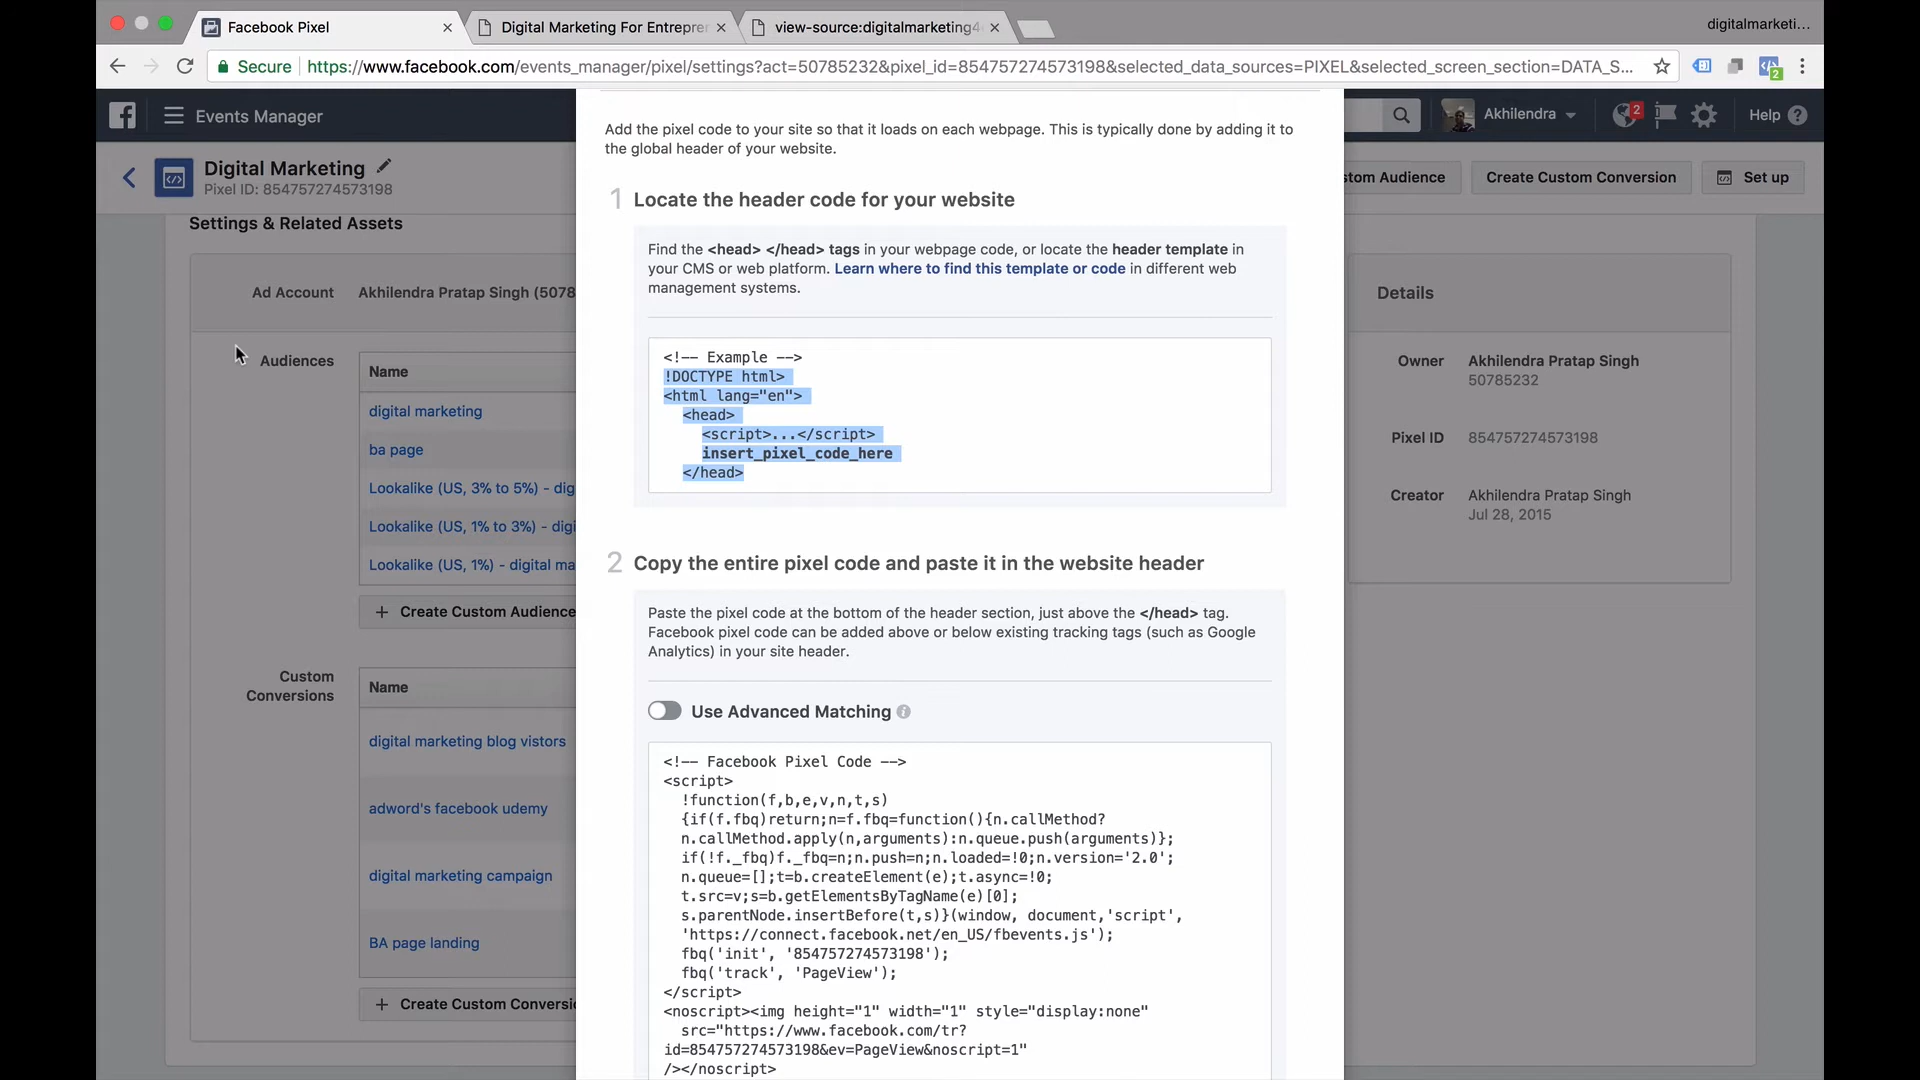 Facebook Pixel
Digital Marketing For Entrepre
view-source:digitalmarketing4
digitalmarketi...
Secure https://www.facebook.com/events_manager/pixel/settings?act=50785232&pixel_id=854757274573198&selected_data_sources=PIXEL&selected_screen_section=DATA_S...
2
Events Manager
Akhilendra
2
Help
Digital Marketing
Pixel ID: 854757274573198
stom Audience
Create Custom Conversion
Set up
Settings & Related Assets
Ad Account
Akhilendra Pratap Singh (5078
Audiences
Name
digital marketing
ba page
Lookalike (US, 3% to 5%) - dig
Lookalike (US, 1% to 3%) - digi
Lookalike (US, 1%) - digital ma
+ Create Custom Audience
Custom
Conversions
Name
digital marketing blog vistors
adword's facebook udemy
digital marketing campaign
BA page landing
+ Create Custom Conversio
Add the pixel code to your site so that it loads on each webpage. This is typically done by adding it to
the global header of your website.
1 Locate the header code for your website
Find the <head> </head> tags in your webpage code, or locate the header template in
your CMS or web platform. Learn where to find this template or code in different web
management systems.
<!-- Example -->
!DOCTYPE html>
<html lang="en">
<head>
<script>...</script>
insert_pixel_code_here
</head>
2 Copy the entire pixel code and paste it in the website header
Paste the pixel code at the bottom of the header section, just above the </head> tag.
Facebook pixel code can be added above or below existing tracking tags (such as Google
Analytics) in your site header.
Use Advanced Matching
<!-- Facebook Pixel Code -->
<script>
!function(f,b,e,v,n,t,s)
{if(f.fbq)return;n=f.fbq=function(){n.callMethod?
n.callMethod.apply(n,arguments):n.queue.push(arguments)};
if(!f._fbq)f._fbq=n;n.push=n;n.loaded=!0;n.version='2.0';
n.queue=[];t=b.createElement(e);t.async=!0;
t.src=v;s=b.getElementsByTagName(e)[0];
s.parentNode.insertBefore(t,s)}(window, document,'script',
'https://connect.facebook.net/en_US/fbevents.js');
fbq('init', '854757274573198');
fbq('track', 'PageView');
</script>
<noscript><img height="1" width="1" style="display:none"
src="https://www.facebook.com/tr?
id=854757274573198&ev=PageView&noscript=1"
/></noscript>
Details
Owner
Akhilendra Pratap Singh
50785232
Pixel ID
854757274573198
Creator
Akhilendra Pratap Singh
Jul 28, 2015